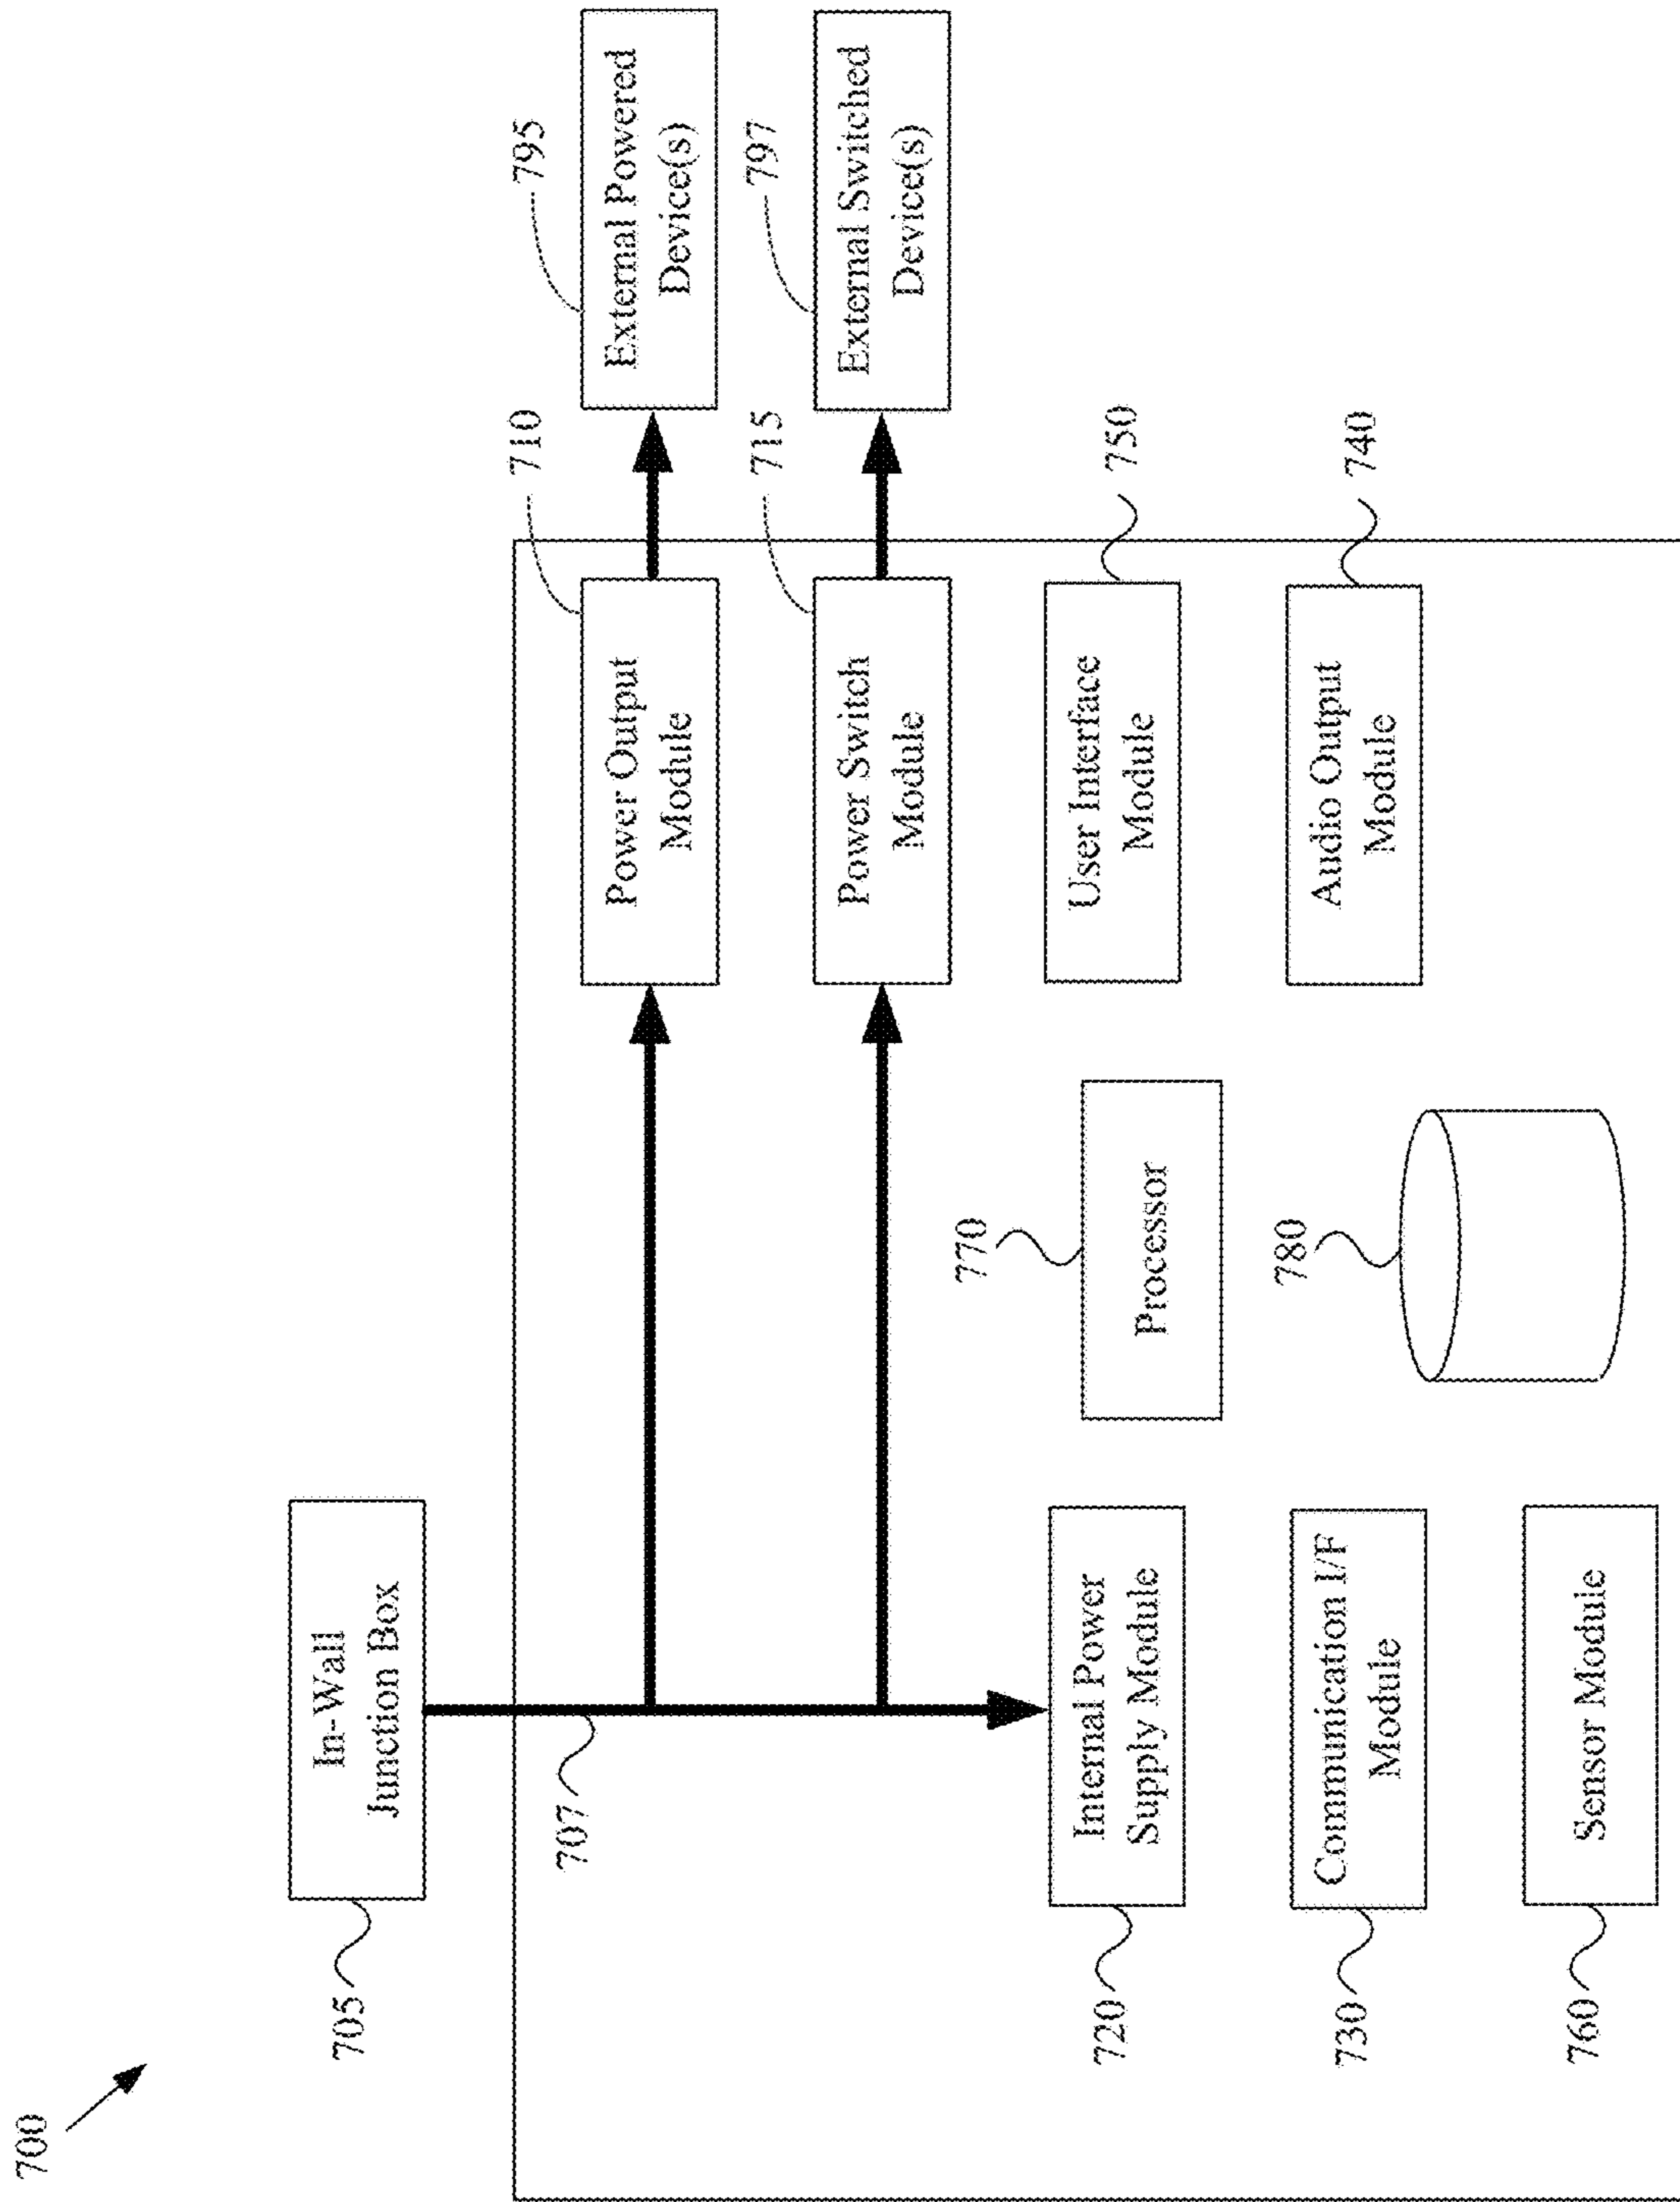 700
705
In-Wall
Junction Box
707
710
795
Power Output
Module
External Powered
Device(s)
715
797
Power Switch
Module
External Switched
Device(s)
720
Internal Power
Supply Module
770
Processor
User Interface
Module
750
730
Communication I/F
Module
780
Audio Output
Module
740
760
Sensor Module